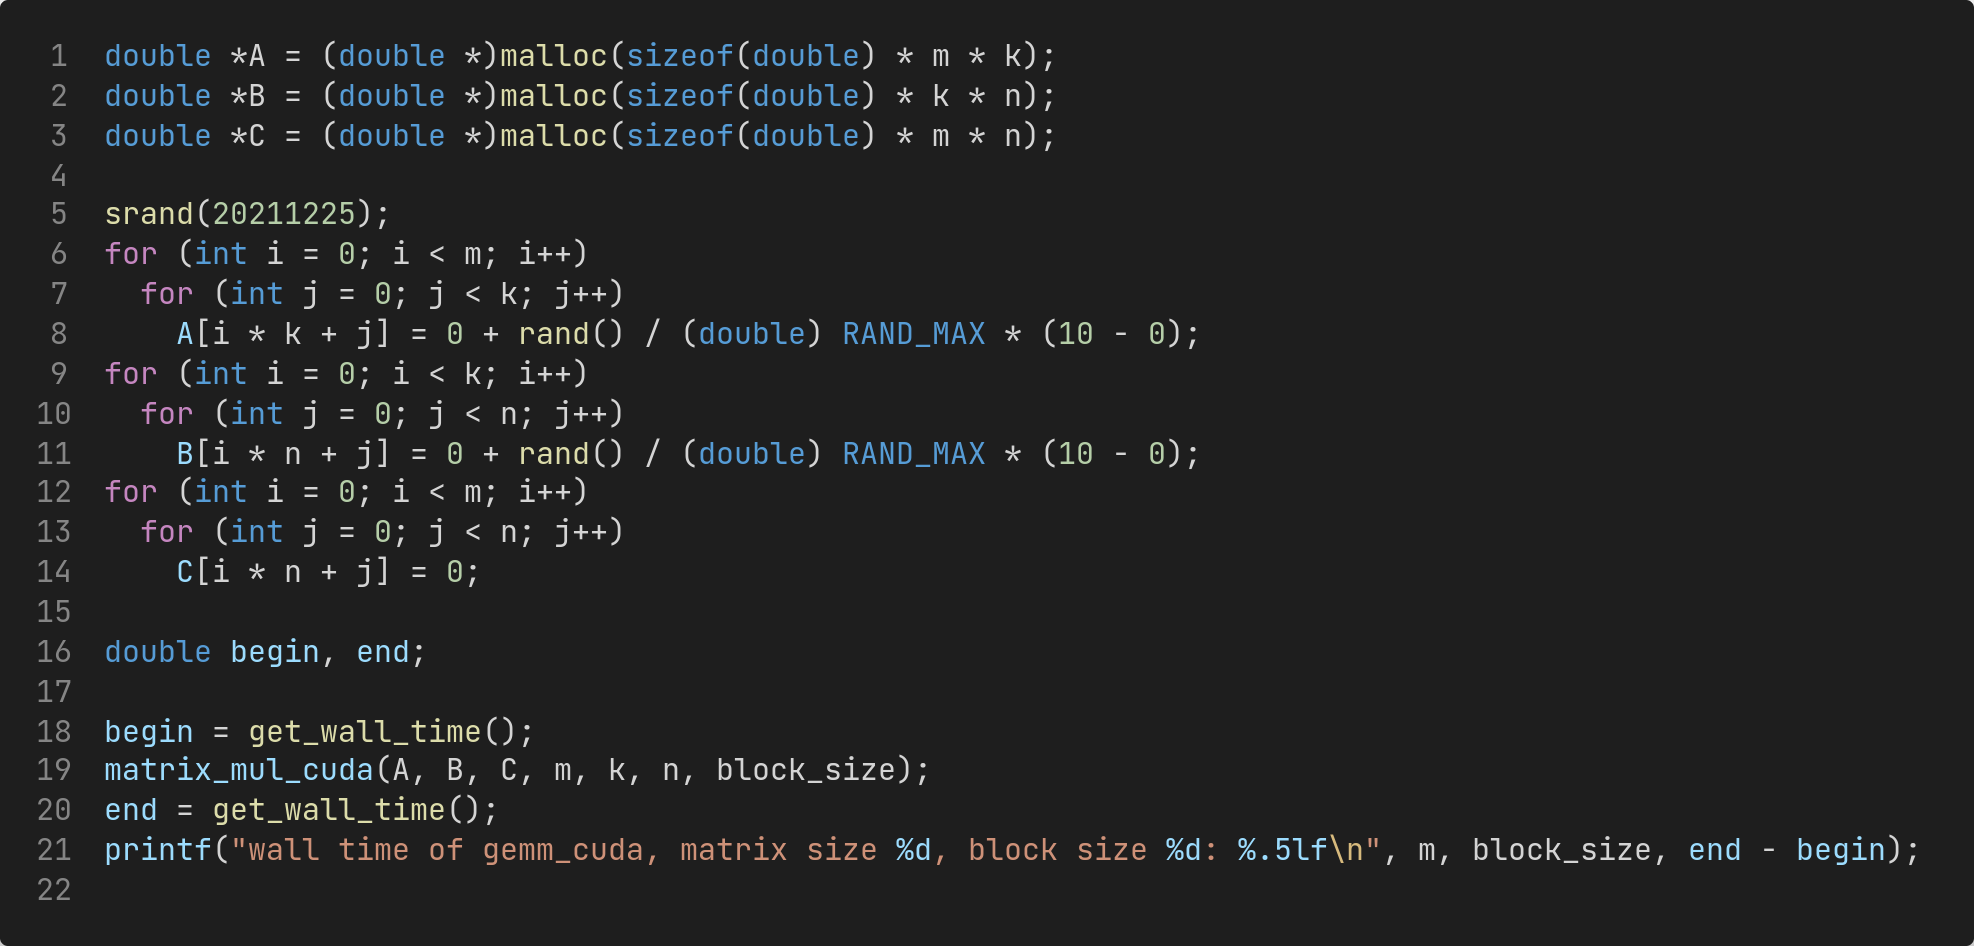 1 double *A = (double *)malloc(sizeof(double) * m * k);
2 double *B = (double *)malloc(sizeof(double) * k * n);
3 double *C = (double *)malloc(sizeof(double) * m * n);
4
5 srand(20211225);
6 for (int i = 0; i < m; i++)
7   for (int j = 0; j < k; j++)
8     A[i * k + j] = 0 + rand() / (double) RAND_MAX * (10 - 0);
9 for (int i = 0; i < k; i++)
10   for (int j = 0; j < n; j++)
11     B[i * n + j] = 0 + rand() / (double) RAND_MAX * (10 - 0);
12 for (int i = 0; i < m; i++)
13   for (int j = 0; j < n; j++)
14     C[i * n + j] = 0;
15
16 double begin, end;
17
18 begin = get_wall_time();
19 matrix_mul_cuda(A, B, C, m, k, n, block_size);
20 end = get_wall_time();
21 printf("wall time of gemm_cuda, matrix size %d, block size %d: %.5lf\n", m, block_size, end - begin);
22